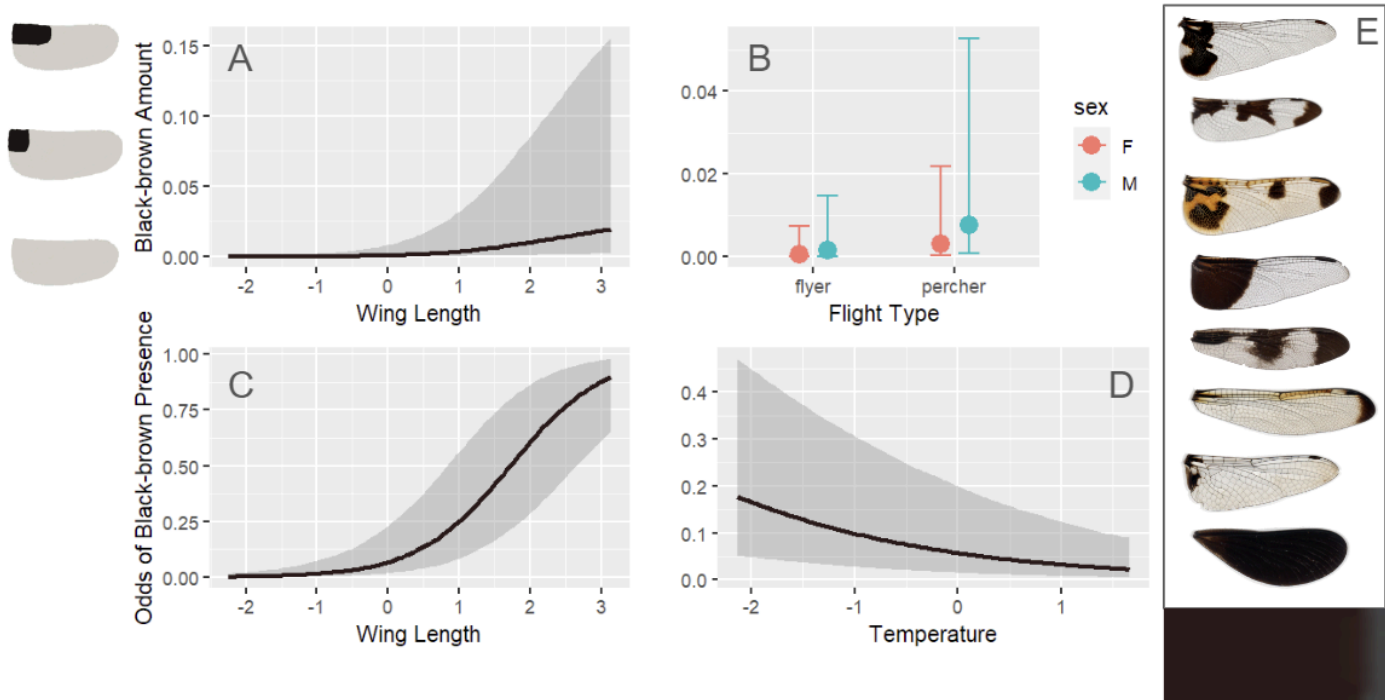 A
Black-brown Amount
0.15
0.10
0.05
0.00
-2 -1 0 1 2 3
Wing Length
B
0.04
0.02
0.00
flyer percher
Flight Type
sex
F
M
C
Odds of Black-brown Presence
1.00
0.75
0.50
0.25
0.00
-2 -1 0 1 2 3
Wing Length
D
0.4
0.3
0.2
0.1
0.0
-2 -1 0 1
Temperature
E